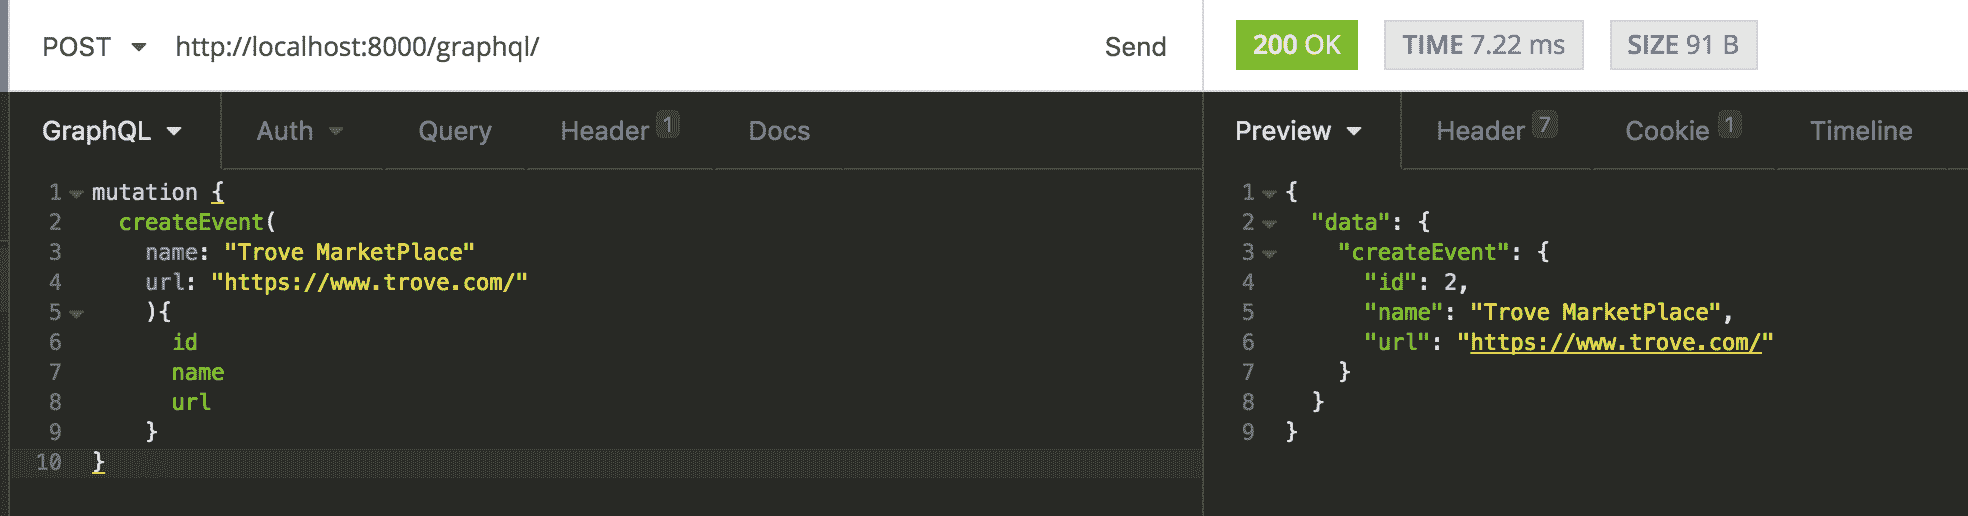 POST http://localhost:8000/graphql/ Send 200 OK TIME 7.22 ms SIZE 91 B
GraphQL Auth Query Header 1 Docs Preview Header 7 Cookie 1 Timeline
1 mutation {
2 createEvent(
3 name: "Trove MarketPlace"
4 url: "https://www.trove.com/"
5 ){
6 id
7 name
8 url
9 }
10 }
1 {
2 "data": {
3 "createEvent": {
4 "id": 2,
5 "name": "Trove MarketPlace",
6 "url": "https://www.trove.com/"
7 }
8 }
9 }